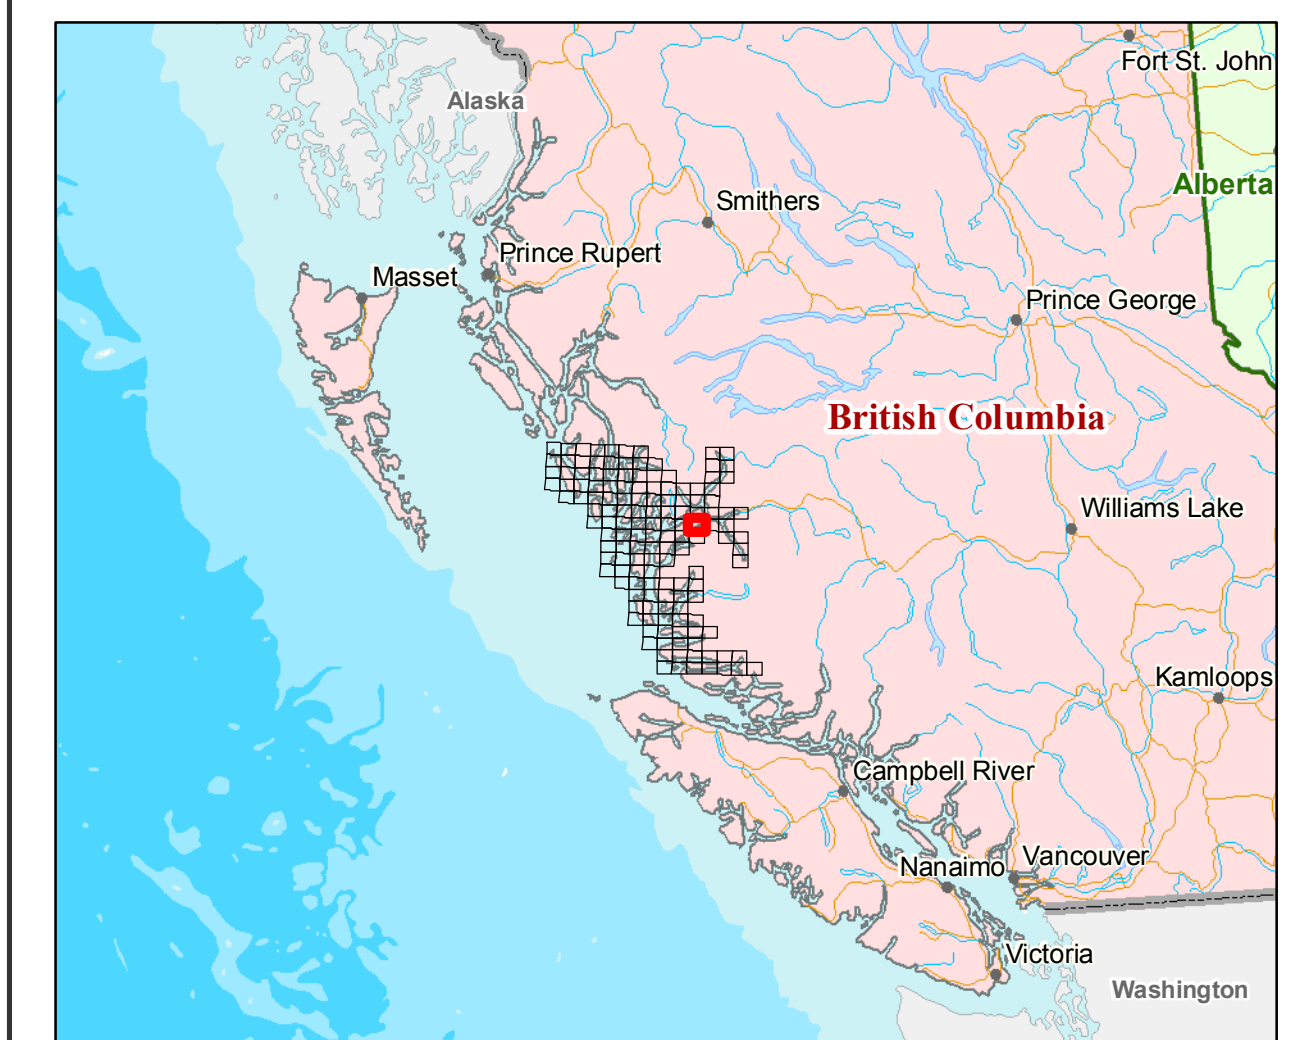 Fort St. John
Alaska
Alberta
Smithers
Prince Rupert
Masset
Prince George
British Columbia
Williams Lake
Kamloops
Campbell River
Vancouver
Nanaimo
Victoria
Washington